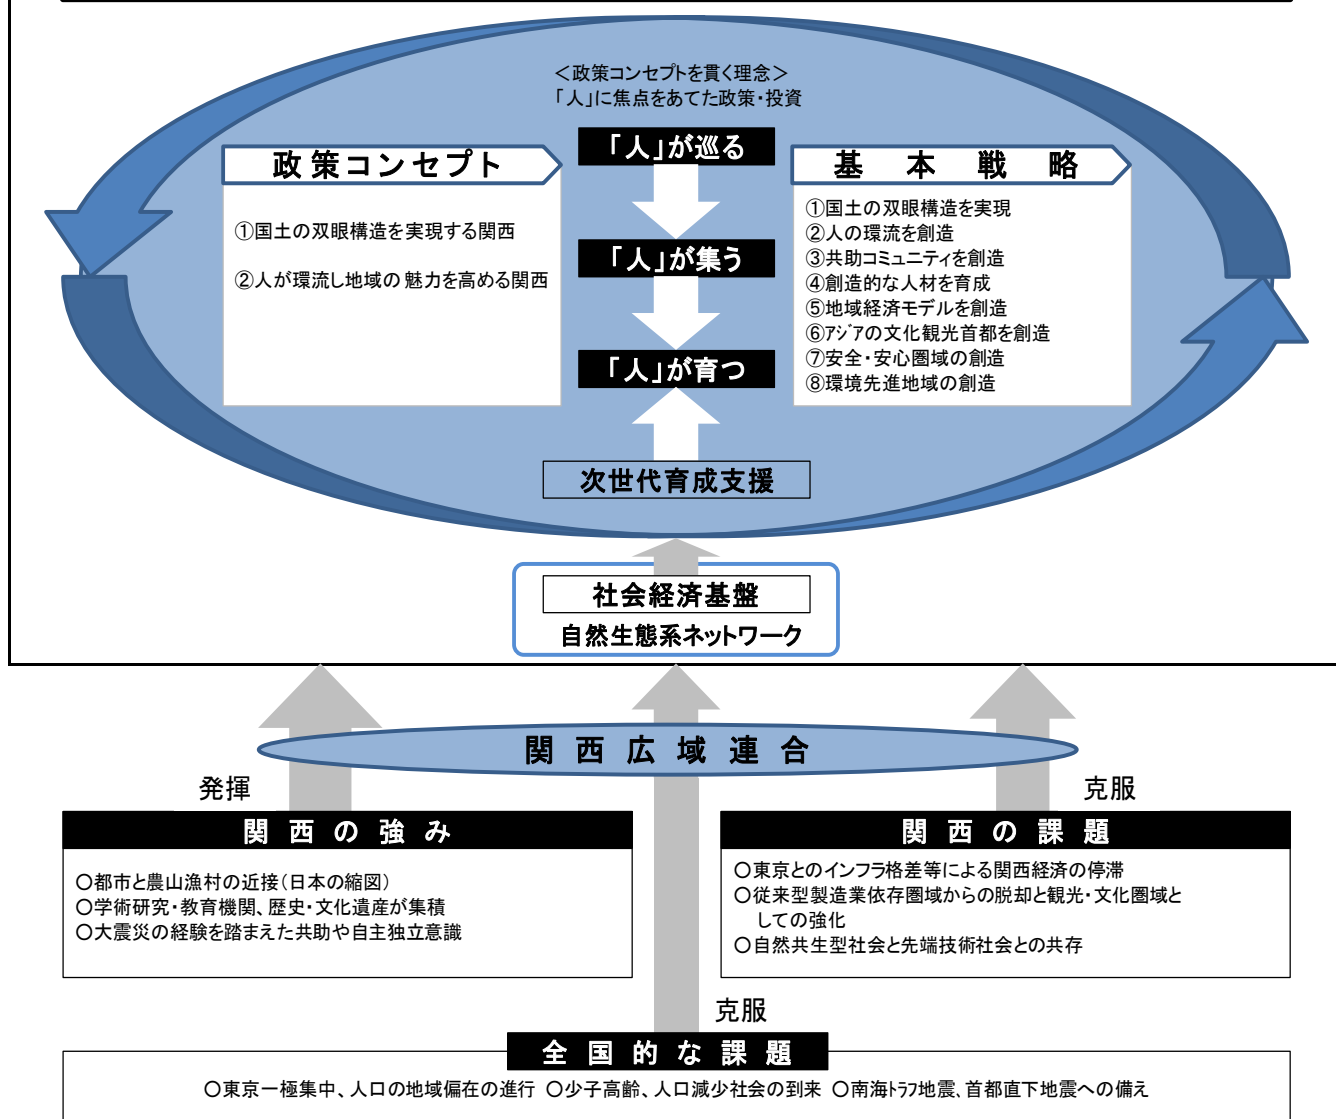 ＜政策コンセプトを貫く理念＞
「人」に焦点をあてた政策・投資
「人」が巡る
「人」が集う
「人」が育つ
次世代育成支援
政策コンセプト
①国土の双眼構造を実現する関西
②人が環流し地域の魅力を高める関西
基本戦略
①国土の双眼構造を実現
②人の環流を創造
③共助コミュニティを創造
④創造的な人材を育成
⑤地域経済モデルを創造
⑥アジアの文化観光首都を創造
⑦安全・安心圏域の創造
⑧環境先進地域の創造
社会経済基盤
自然生態系ネットワーク
関西広域連合
発揮
克服
関西の強み
○都市と農山漁村の近接（日本の縮図）
○学術研究・教育機関、歴史・文化遺産が集積
○大震災の経験を踏まえた共助や自主独立意識
関西の課題
○東京とのインフラ格差等による関西経済の停滞
○従来型製造業依存圏域からの脱却と観光・文化圏域と
しての強化
○自然共生型社会と先端技術社会との共存
克服
全国的な課題
○東京一極集中、人口の地域偏在の進行 ○少子高齢、人口減少社会の到来 ○南海トラフ地震、首都直下地震への備え